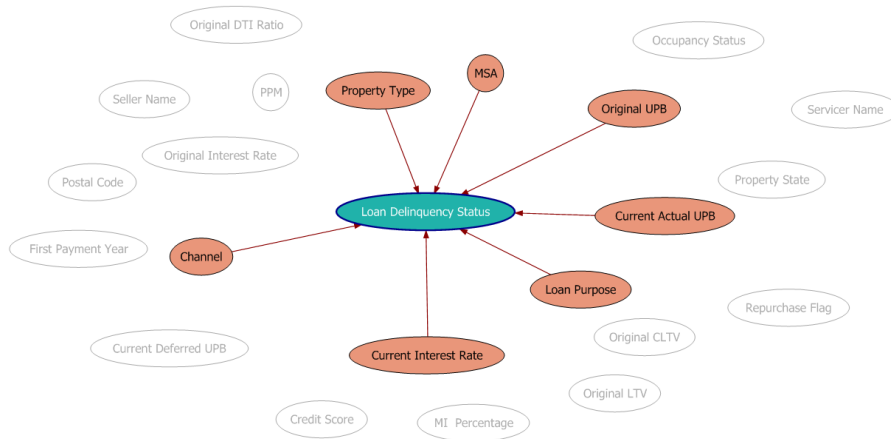 Original DTI Ratio
Occupancy Status
MSA
Property Type
PPM
Seller Name
Original UPB
Servicer Name
Original Interest Rate
Postal Code
Property State
Loan Delinquency Status
Current Actual UPB
First Payment Year
Channel
Loan Purpose
Repurchase Flag
Original CLTV
Current Deferred UPB
Current Interest Rate
Original LTV
Credit Score
MI Percentage